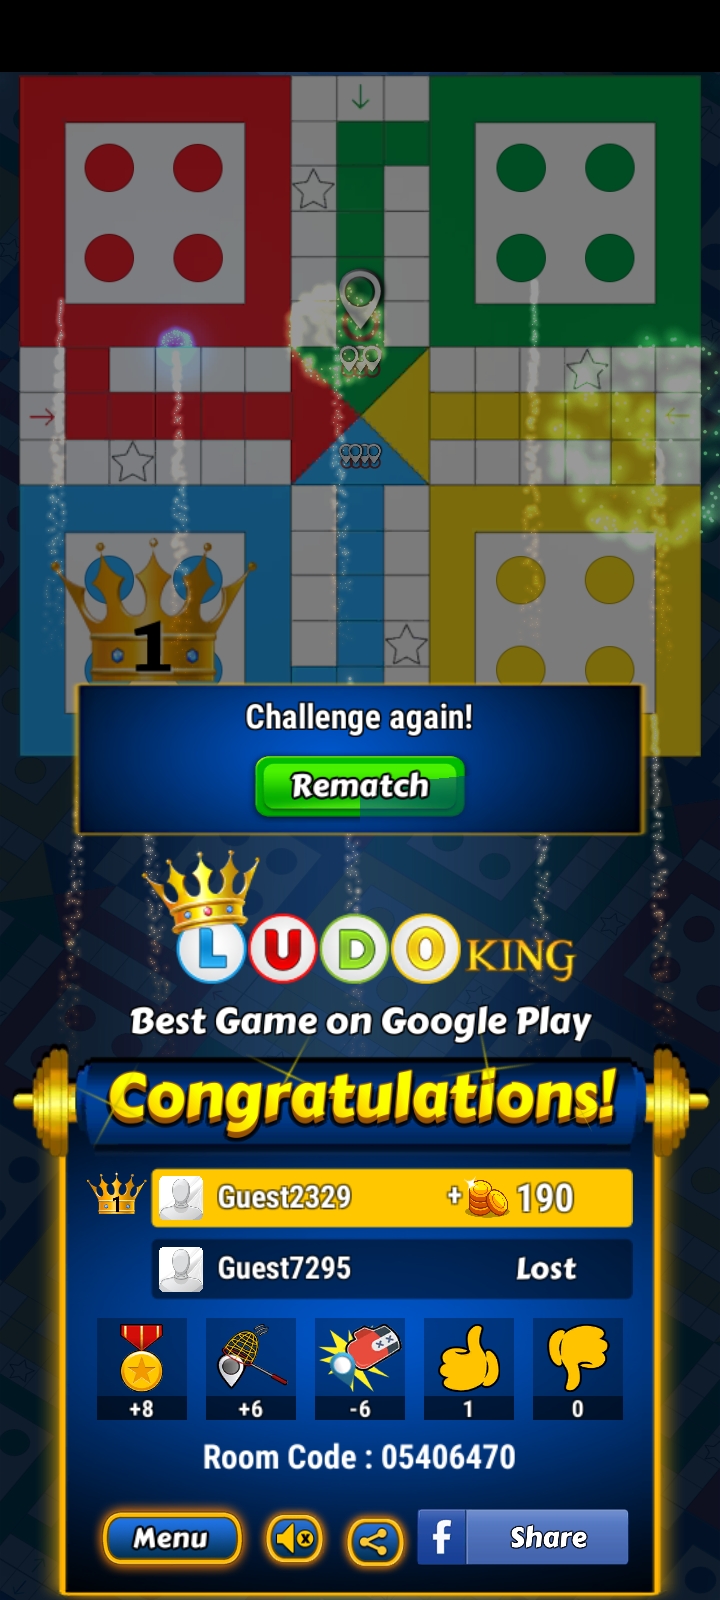 1
Challenge again!
Rematch
LUDO KING
Best Game on Google Play
Congratulations!
1 Guest2329 + 190
Guest7295 Lost
+8 +6 -6 1 0
Room Code : 05406470
Menu f Share